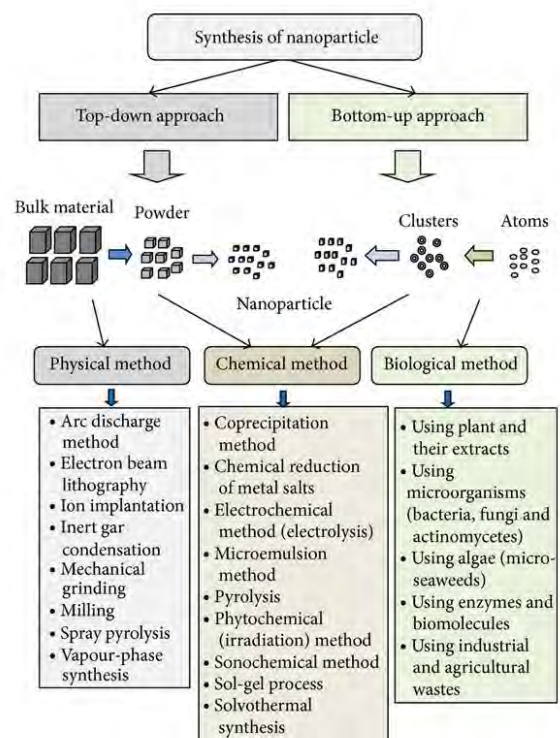 Synthesis of nanoparticle
Top-down approach
Bottom-up approach
Bulk material
Powder
Clusters
Atoms
Nanoparticle
Physical method
Chemical method
Biological method
• Arc discharge
method
• Electron beam
lithography
• Ion implantation
• Inert gar
condensation
• Mechanical
grinding
• Milling
• Spray pyrolysis
• Vapour-phase
synthesis
• Coprecipitation
method
• Chemical reduction
of metal salts
• Electrochemical
method (electrolysis)
• Microemulsion
method
• Pyrolysis
• Phytochemical
(irradiation) method
• Sonochemical method
• Sol-gel process
• Solvothermal
synthesis
• Using plant and
their extracts
• Using
microorganisms
(bacteria, fungi and
actinomycetes)
• Using algae (micro-
seaweeds)
• Using enzymes and
biomolecules
• Using industrial
and agricultural
wastes